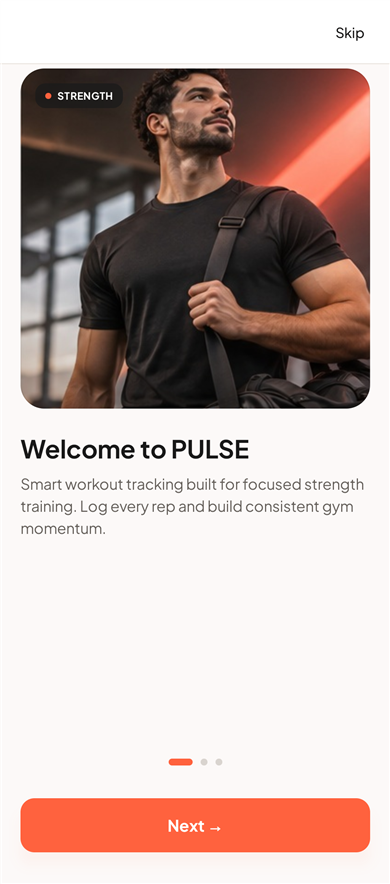 Skip
STRENGTH
Welcome to PULSE
Smart workout tracking built for focused strength
training. Log every rep and build consistent gym
momentum.
Next →